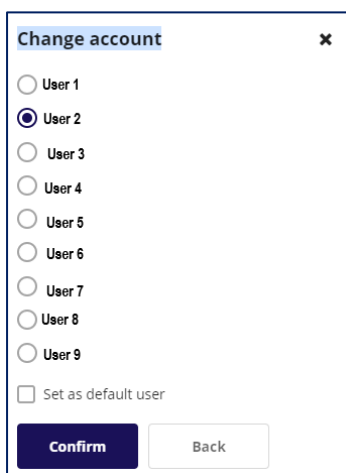 Change account
User 1
User 2
User 3
User 4
User 5
User 6
User 7
User 8
User 9
Set as default user
Confirm Back